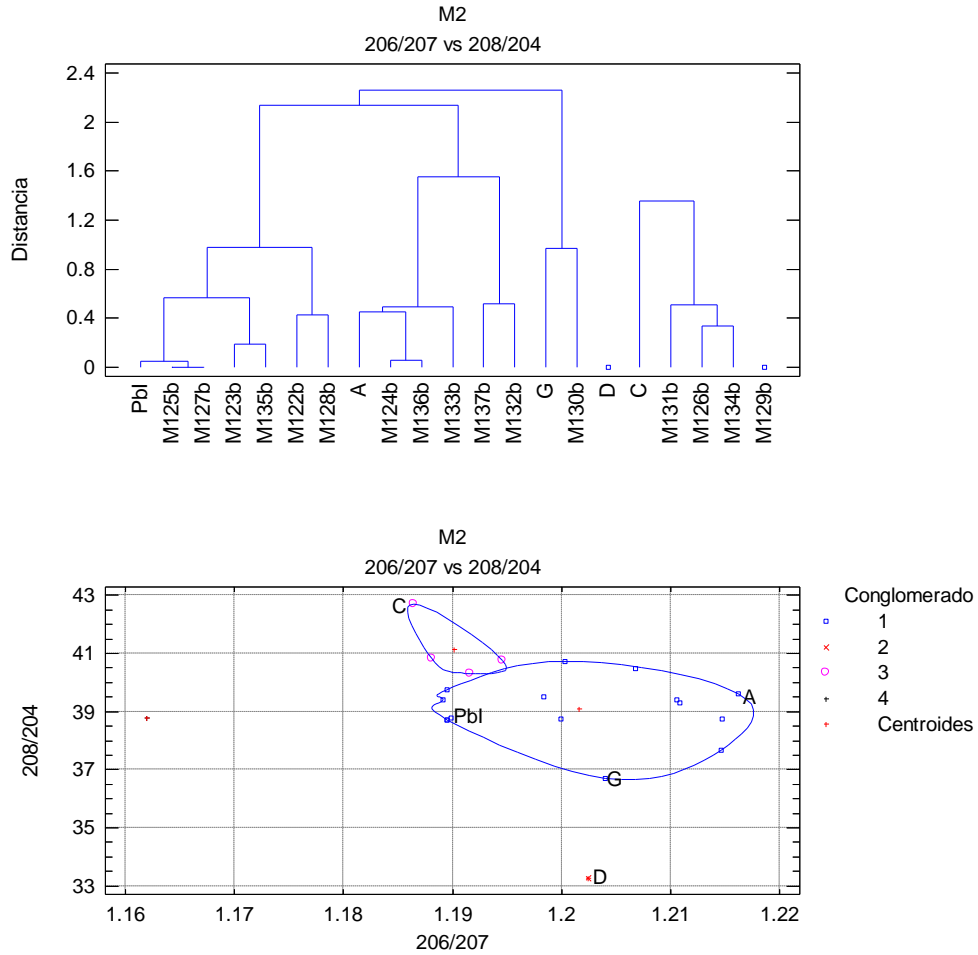 M2
206/207 vs 208/204
Distancia
2.4
2
1.6
1.2
0.8
0.4
0
PbI
M125b
M127b
M123b
M135b
M122b
M128b
A
M124b
M136b
M133b
M137b
M132b
G
M130b
D
C
M131b
M126b
M134b
M129b
M2
206/207 vs 208/204
208/204
43
41
39
37
35
33
C
PbI
A
G
D
1.16
1.17
1.18
1.19
1.2
1.21
1.22
206/207
Conglomerado
1
2
3
4
Centroides